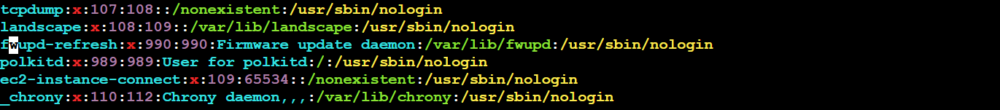 tcpdump:x:107:108::/nonexistent:/usr/sbin/nologin
landscape:x:108:109::/var/lib/landscape:/usr/sbin/nologin
fwupd-refresh:x:990:990:Firmware update daemon:/var/lib/fwupd:/usr/sbin/nologin
polkitd:x:989:989:User for polkitd:/:/usr/sbin/nologin
ec2-instance-connect:x:109:65534::/nonexistent:/usr/sbin/nologin
_chrony:x:110:112:Chrony daemon,,,:/var/lib/chrony:/usr/sbin/nologin